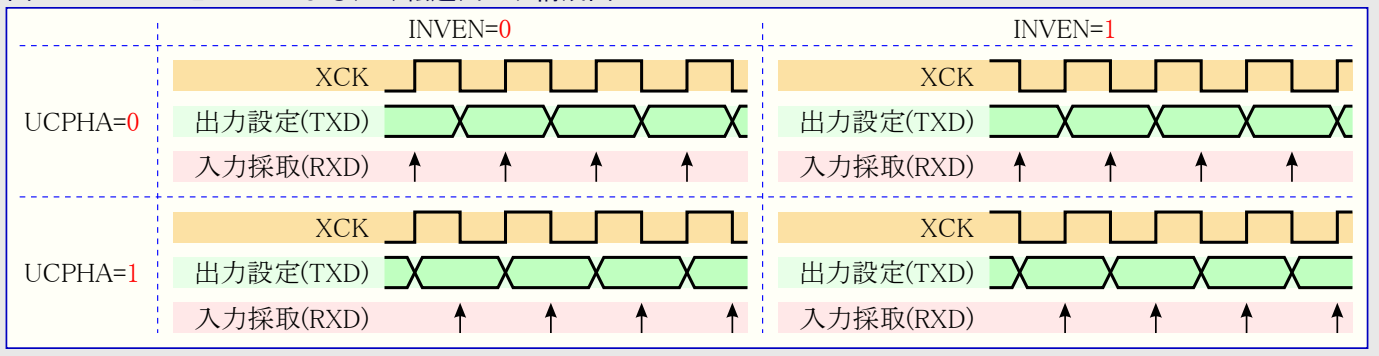 INVEN=0 INVEN=1
UCPHA=0
XCK
出力設定(TXD)
入力採取(RXD)
XCK
出力設定(TXD)
入力採取(RXD)
UCPHA=1
XCK
出力設定(TXD)
入力採取(RXD)
XCK
出力設定(TXD)
入力採取(RXD)